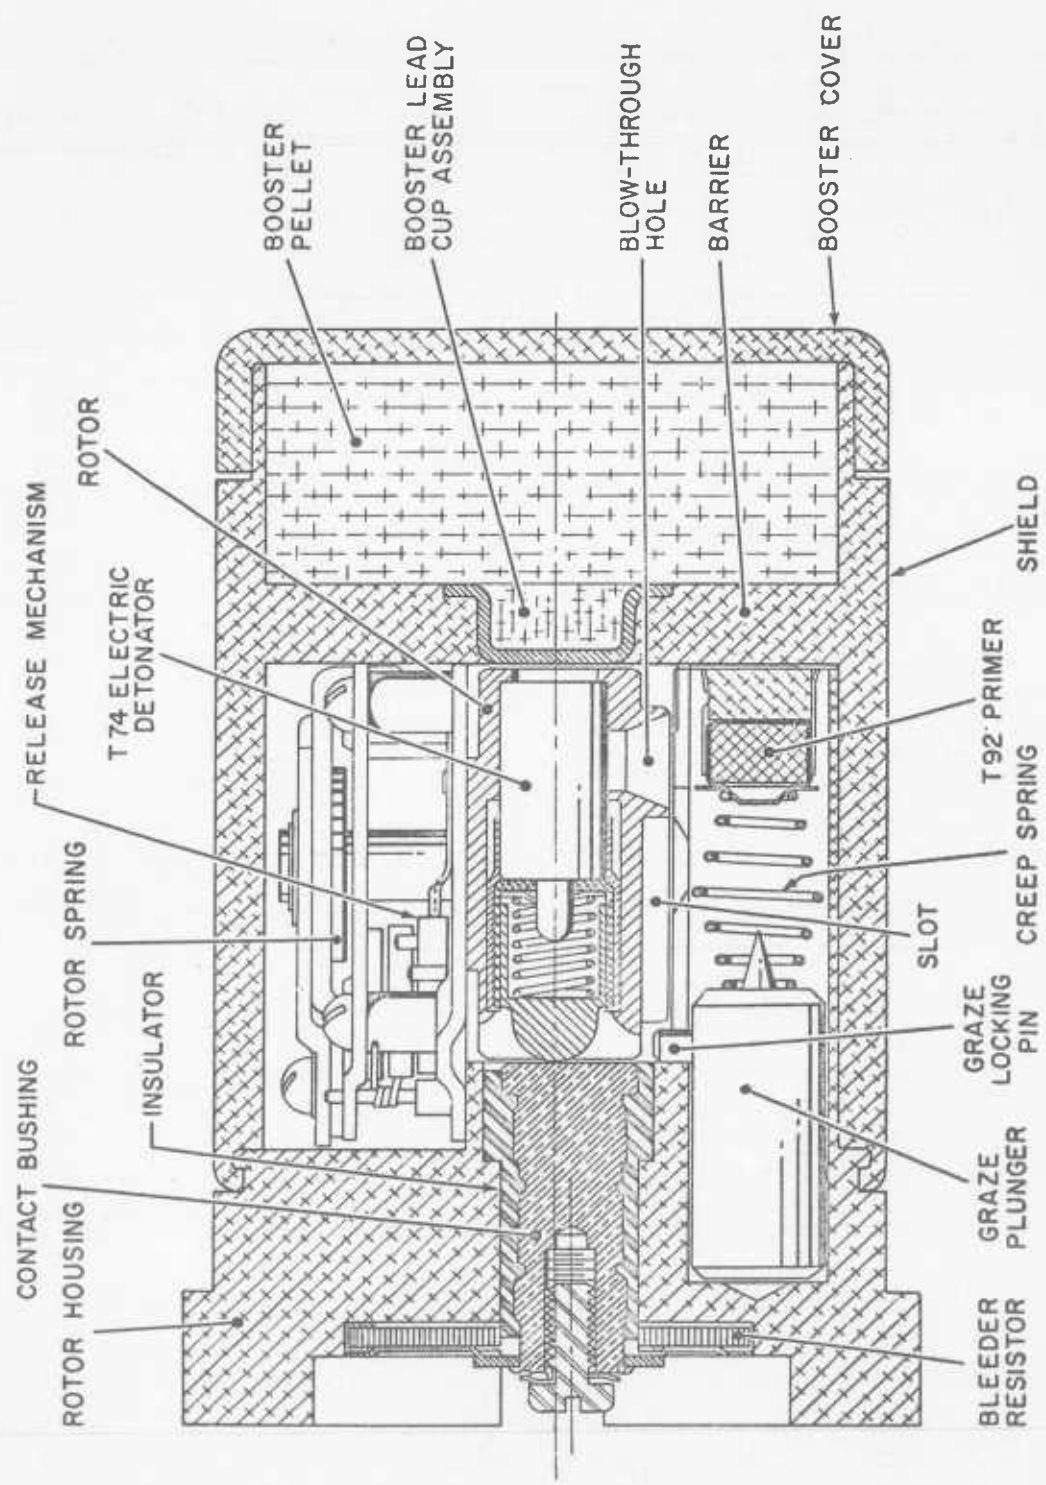 ROTOR HOUSING
CONTACT BUSHING
INSULATOR
ROTOR SPRING
RELEASE MECHANISM
T74 ELECTRIC
DETONATOR
ROTOR
BOOSTER
PELLET
BOOSTER LEAD
CUP ASSEMBLY
BLOW-THROUGH
HOLE
BARRIER
BOOSTER COVER
BLEEDER
RESISTOR
GRAZE
PLUNGER
GRAZE
LOCKING
PIN
SLOT
CREEP SPRING
T92 PRIMER
SHIELD